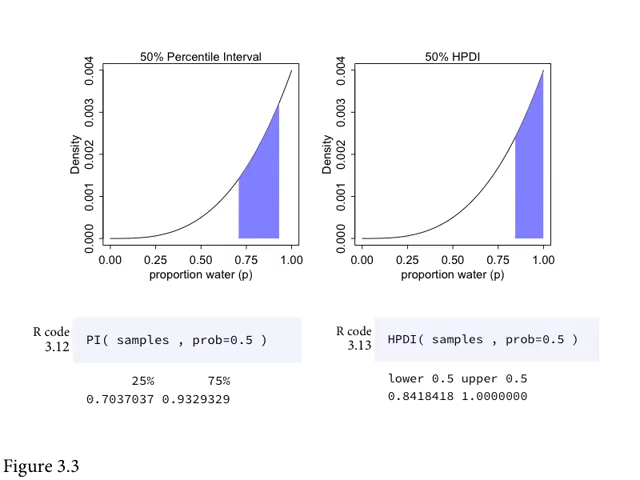 50% Percentile Interval
Density
0.000 0.001 0.002 0.003 0.004
0.00 0.25 0.50 0.75 1.00
proportion water (p)
50% HPDI
Density
0.000 0.001 0.002 0.003 0.004
0.00 0.25 0.50 0.75 1.00
proportion water (p)
R code
3.12
PI( samples , prob=0.5 )
25% 75%
0.7037037 0.9329329
R code
3.13
HPDI( samples , prob=0.5 )
lower 0.5 upper 0.5
0.8418418 1.0000000
Figure 3.3